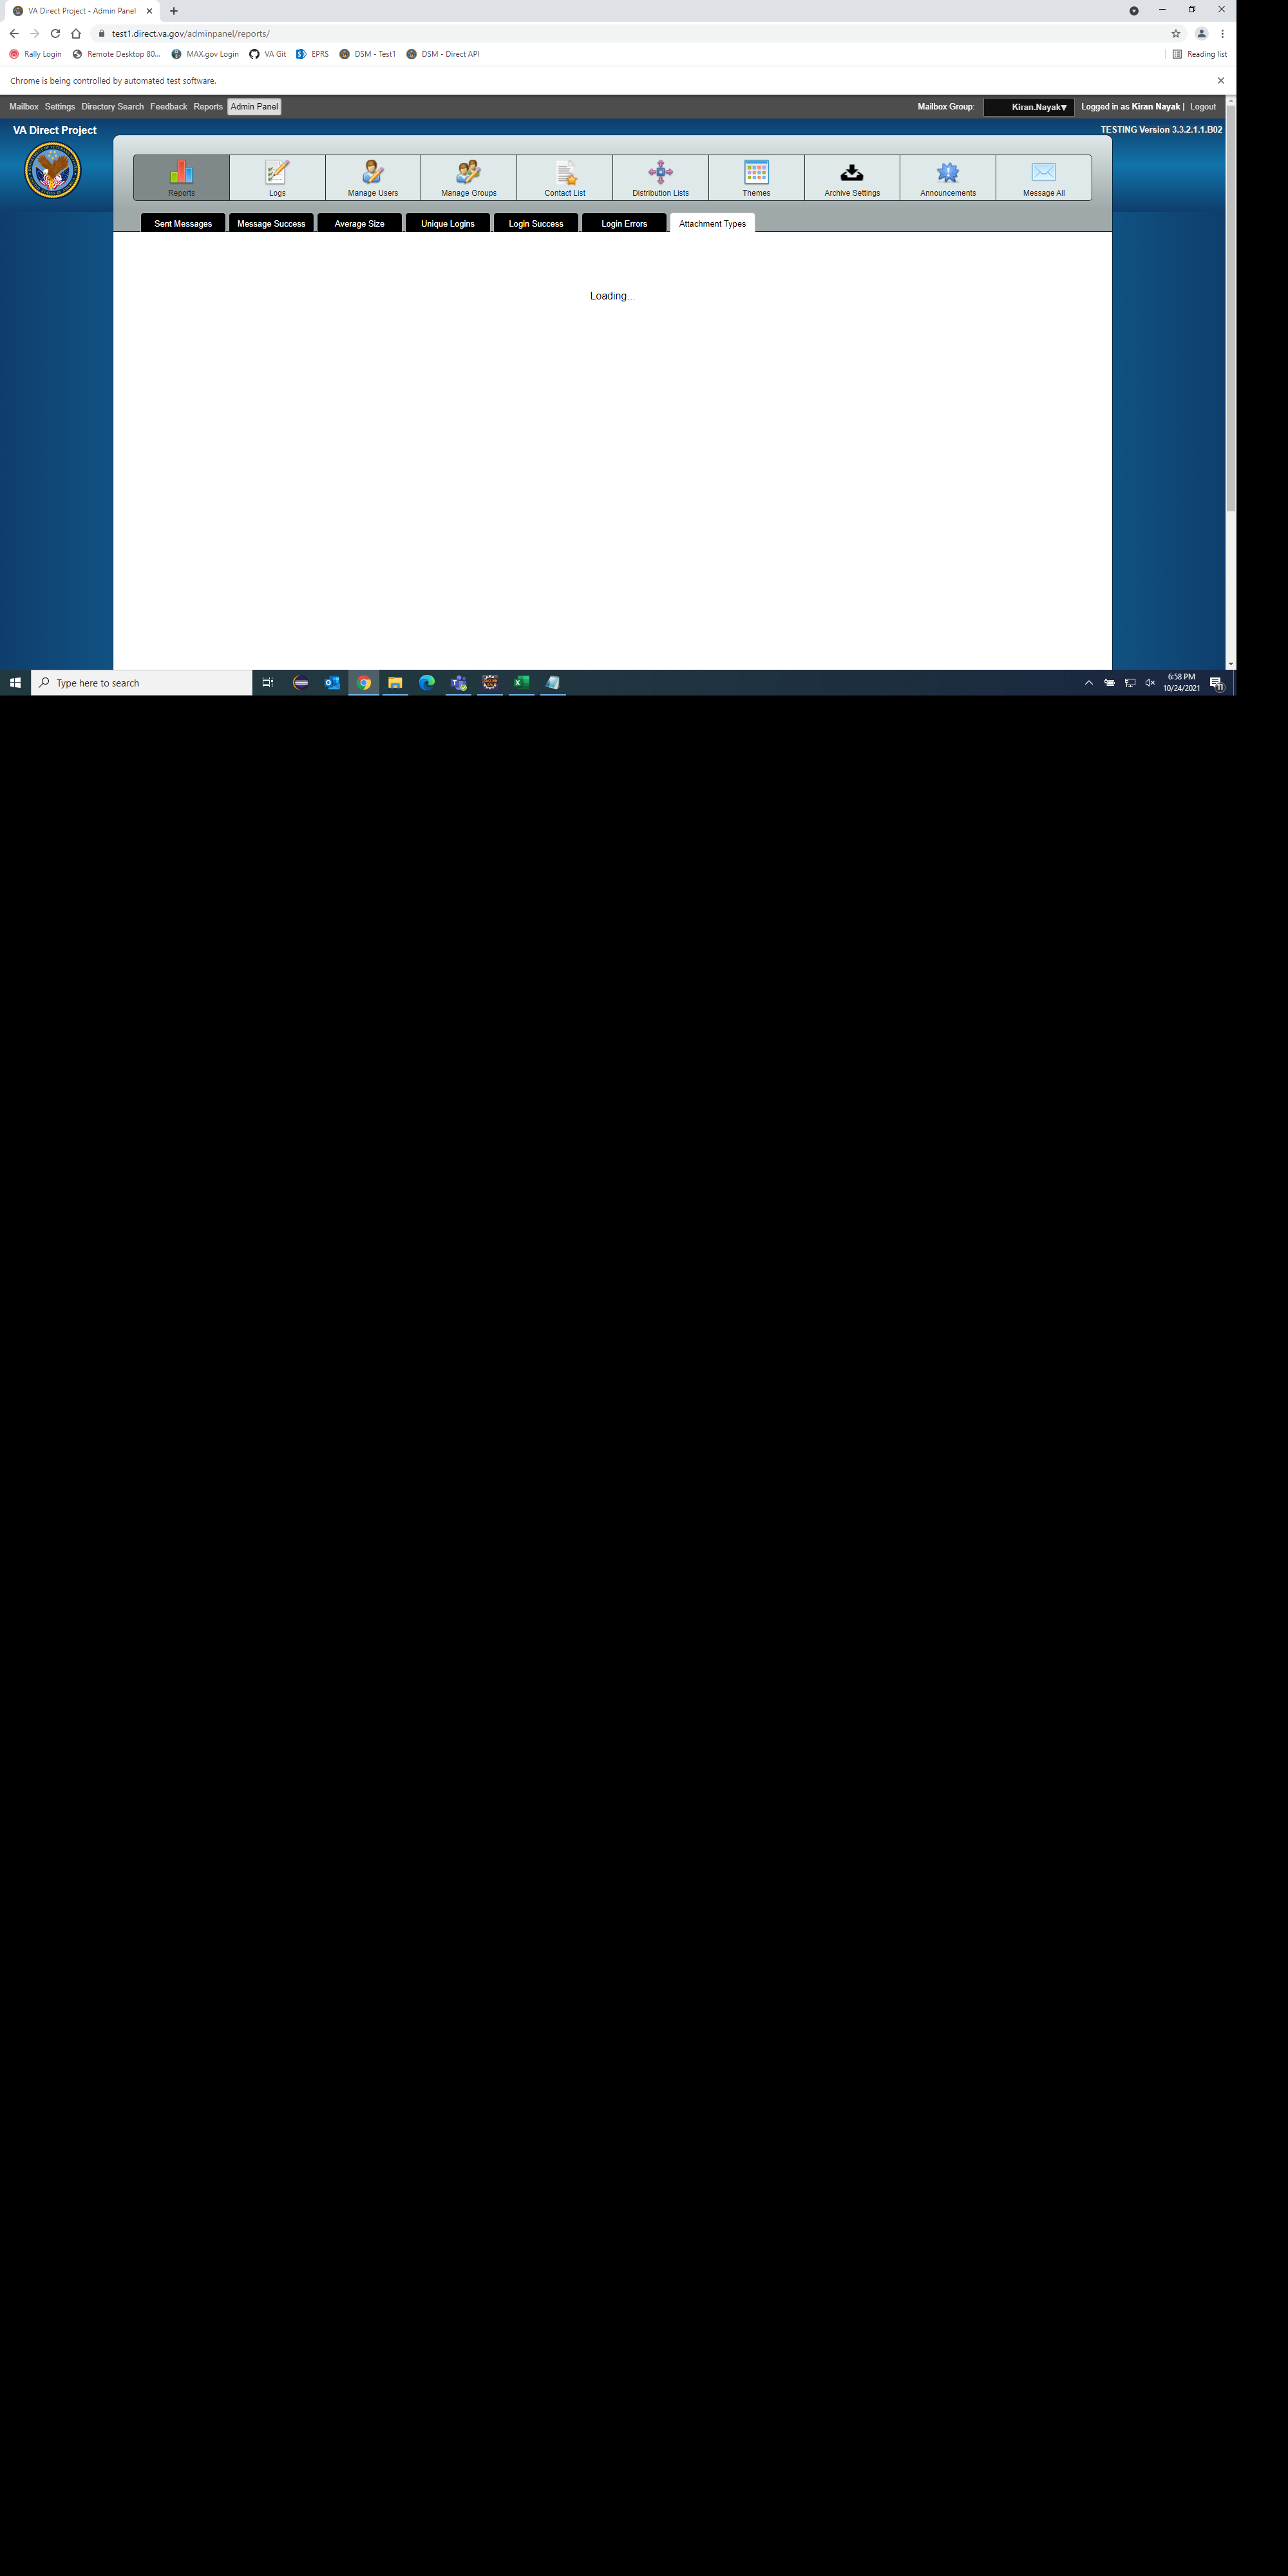 VA Direct Project - Admin Panel
test1.direct.va.gov/adminpanel/reports/
Rally Login Remote Desktop 80... MAX.gov Login VA Git EPRS DSM - Test1 DSM - Direct API Reading list
Chrome is being controlled by automated test software.
Mailbox Settings Directory Search Feedback Reports Admin Panel Mailbox Group: Kiran.Nayak▼ Logged in as Kiran Nayak | Logout
VA Direct Project TESTING Version 3.3.2.1.1.B02
Reports Logs Manage Users Manage Groups Contact List Distribution Lists Themes Archive Settings Announcements Message All
Sent Messages Message Success Average Size Unique Logins Login Success Login Errors Attachment Types
Loading...
Type here to search
6:58 PM
10/24/2021
11